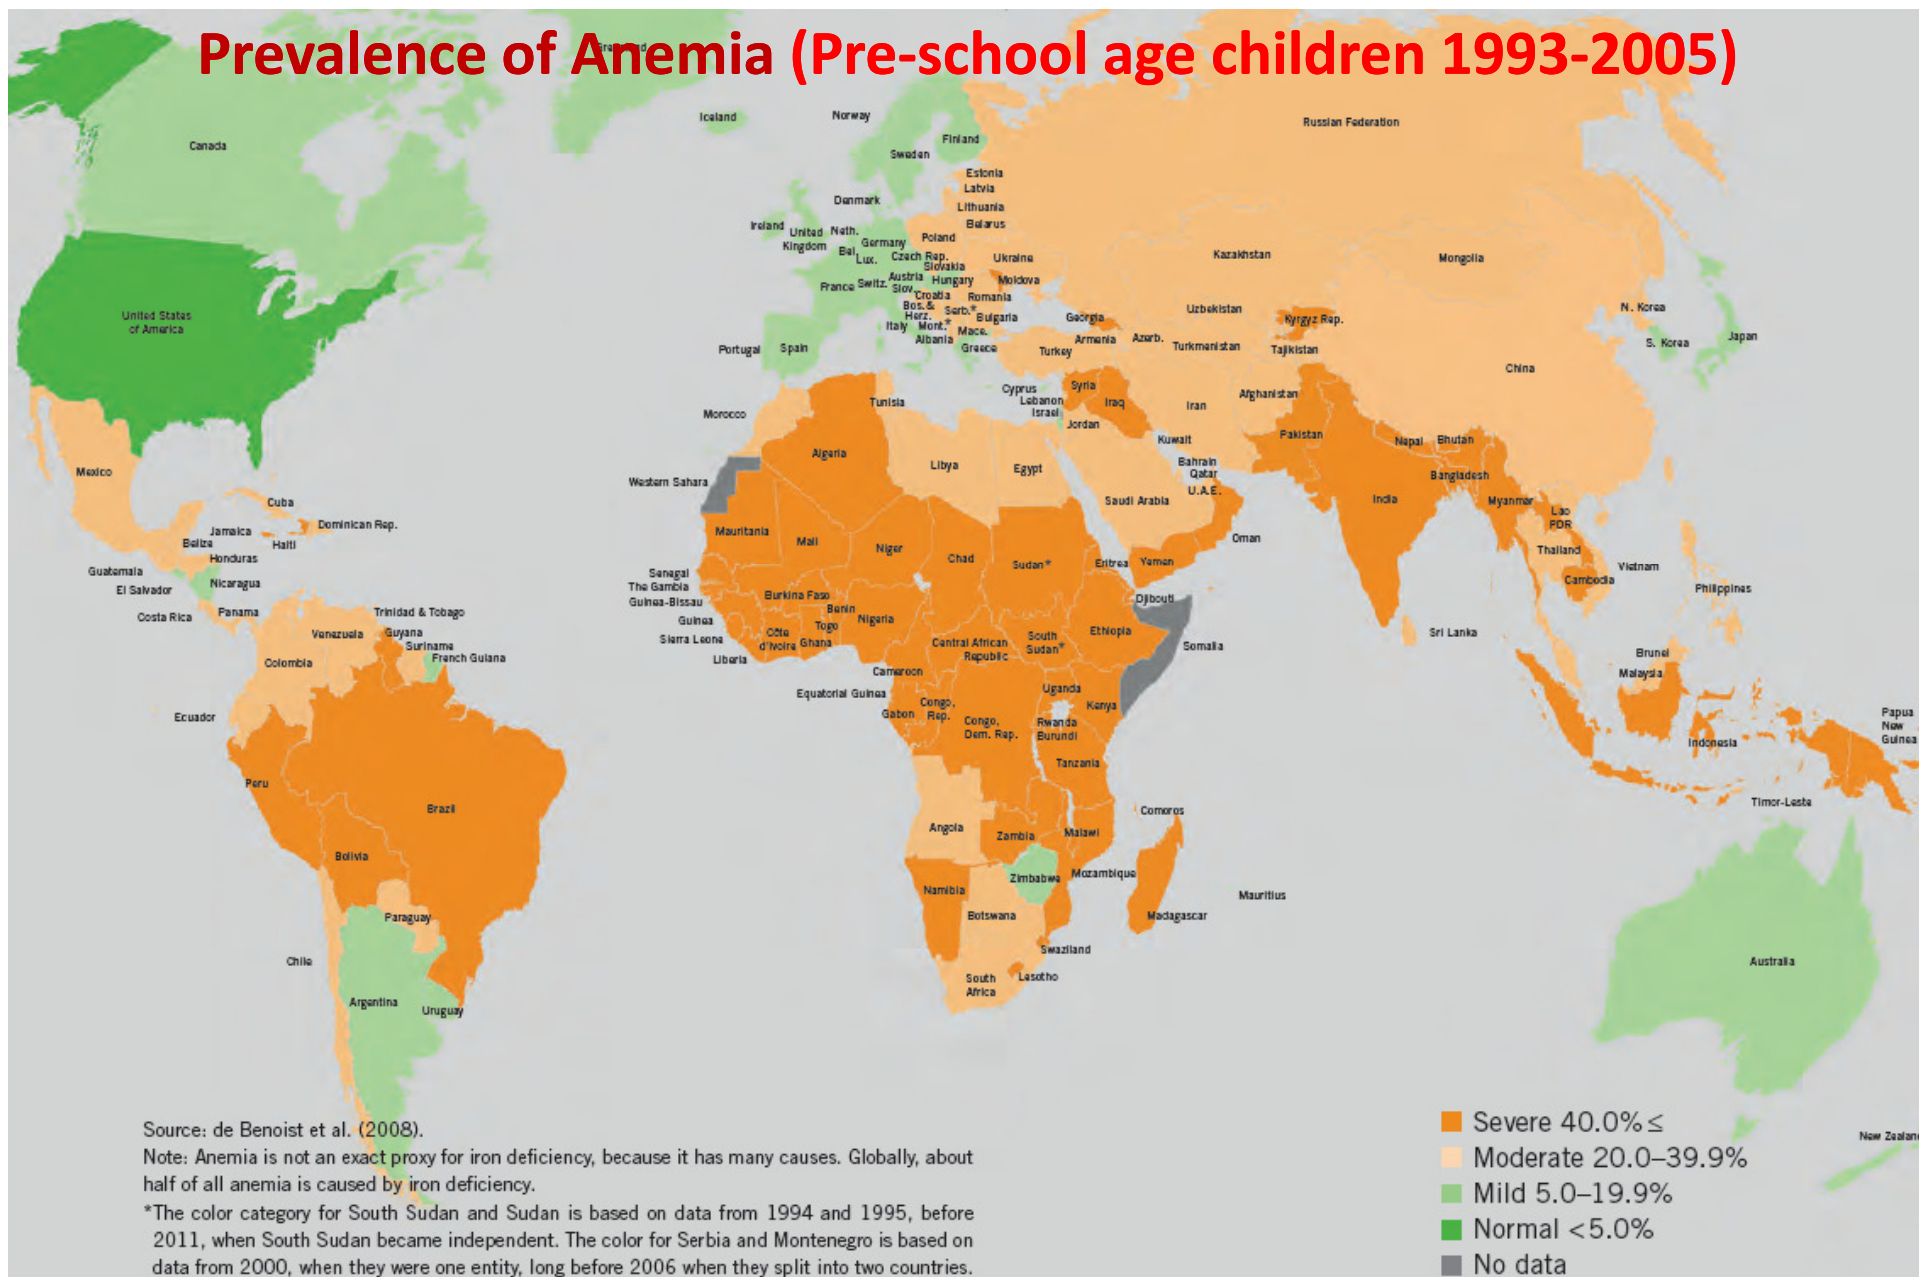 Prevalence of Anemia (Pre-school age children 1993-2005)
Greenland
Iceland
Norway
Russian Federation
Canada
Finland
Sweden
Estonia
Latvia
Denmark
Lithuania
Ireland
United
Kingdom
Neth.
Belarus
Germany
Poland
Bel.
Lux.
Czech Rep.
Slovakia
Ukraine
Kazakhstan
Mongolia
France
Switz.
Austria
Slov.
Hungary
Moldova
Croatia
Romania
Bos.&
Herz.
Serb.*
Bulgaria
Georgia
Uzbekistan
Kyrgyz Rep.
N. Korea
United States
of America
Italy
Mont.*
Mace.
Albania
Greece
Armenia
Azerb.
Turkmenistan
Tajikistan
S. Korea
Japan
Portugal
Spain
Turkey
China
Cyprus
Lebanon
Israel
Syria
Iraq
Iran
Afghanistan
Tunisia
Morocco
Jordan
Kuwait
Pakistan
Nepal
Bhutan
Algeria
Libya
Egypt
Bahrain
Qatar
U.A.E.
Bangladesh
Mexico
Western Sahara
Saudi Arabia
India
Myanmar
Cuba
Lao
PDR
Jamaica
Dominican Rep.
Belize
Haiti
Mauritania
Mali
Niger
Chad
Sudan*
Eritrea
Yemen
Oman
Thailand
Honduras
Guatemala
El Salvador
Nicaragua
Senegal
The Gambia
Guinea-Bissau
Burkina Faso
Benin
Djibouti
Cambodia
Vietnam
Philippines
Costa Rica
Panama
Trinidad & Tobago
Guinea
Togo
Nigeria
Venezuela
Guyana
Suriname
French Guiana
Sierra Leone
Côte
d'Ivoire
Ghana
Central African
Republic
South
Sudan*
Ethiopia
Somalia
Sri Lanka
Colombia
Liberia
Cameroon
Brunei
Malaysia
Equatorial Guinea
Uganda
Kenya
Ecuador
Gabon
Congo,
Rep.
Congo,
Dem. Rep.
Rwanda
Burundi
Papua
New
Guinea
Indonesia
Peru
Tanzania
Brazil
Comoros
Timor-Leste
Angola
Zambia
Malawi
Bolivia
Zimbabwe
Mozambique
Namibia
Mauritius
Paraguay
Botswana
Madagascar
Swaziland
Chile
South
Africa
Lesotho
Australia
Argentina
Uruguay
New Zealan
Source: de Benoist et al. (2008).
Note: Anemia is not an exact proxy for iron deficiency, because it has many causes. Globally, about
half of all anemia is caused by iron deficiency.
*The color category for South Sudan and Sudan is based on data from 1994 and 1995, before
2011, when South Sudan became independent. The color for Serbia and Montenegro is based on
data from 2000, when they were one entity, long before 2006 when they split into two countries.
Severe 40.0%≤
Moderate 20.0–39.9%
Mild 5.0–19.9%
Normal <5.0%
No data